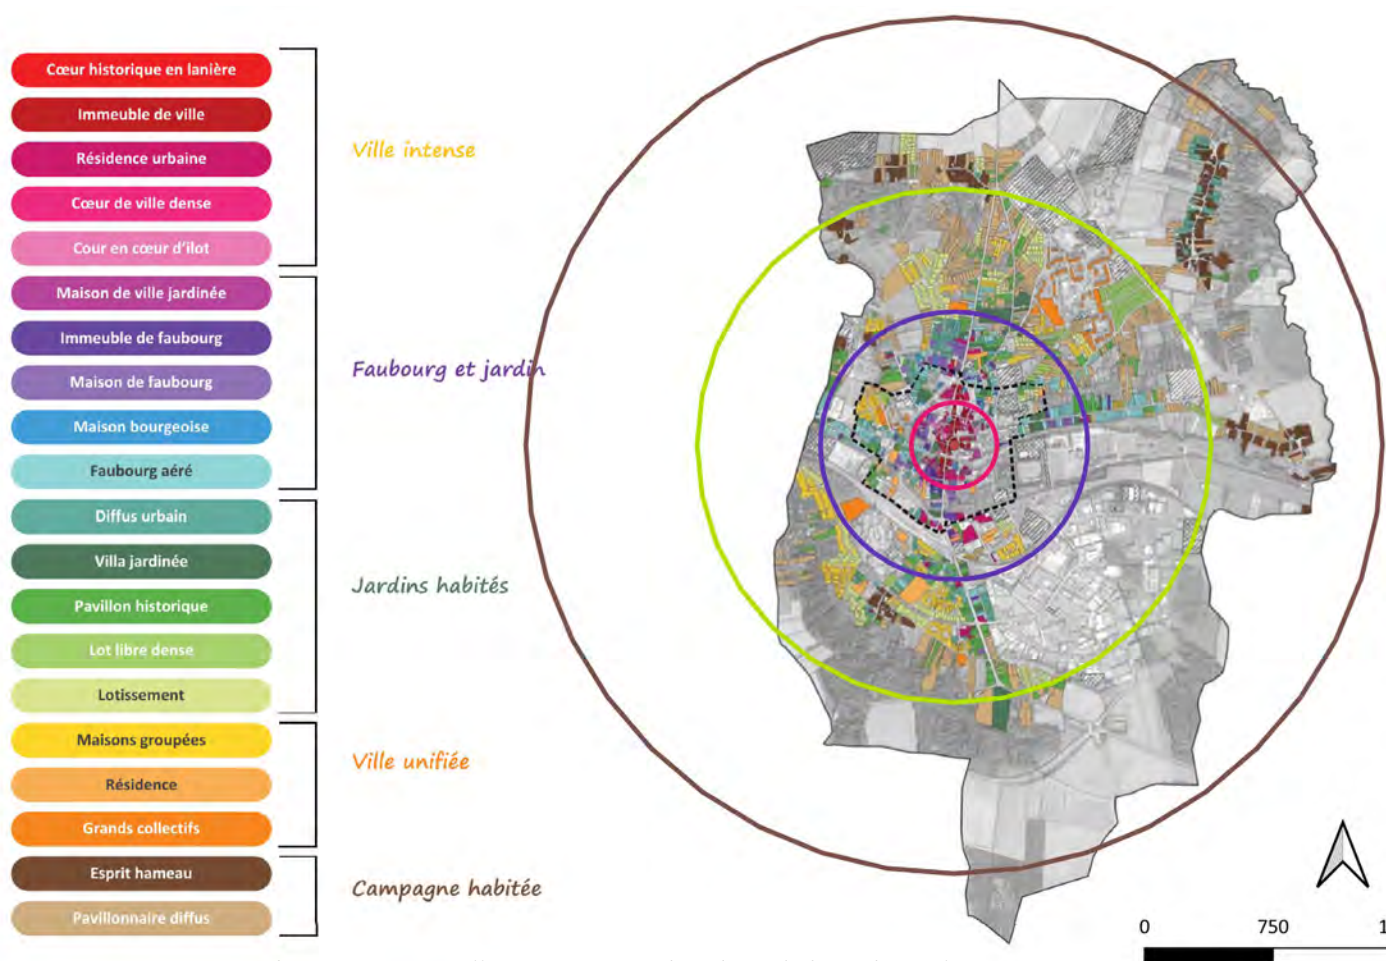 Cœur historique en lanière
Immeuble de ville
Résidence urbaine
Cœur de ville dense
Cour en cœur d'ilot
Ville intense
Maison de ville jardinée
Immeuble de faubourg
Maison de faubourg
Maison bourgeoise
Faubourg aéré
Faubourg et jardin
Diffus urbain
Villa jardinée
Pavillon historique
Lot libre dense
Lotissement
Jardins habités
Maisons groupées
Résidence
Grands collectifs
Ville unifiée
Esprit hameau
Pavillonnaire diffus
Campagne habitée
0 750